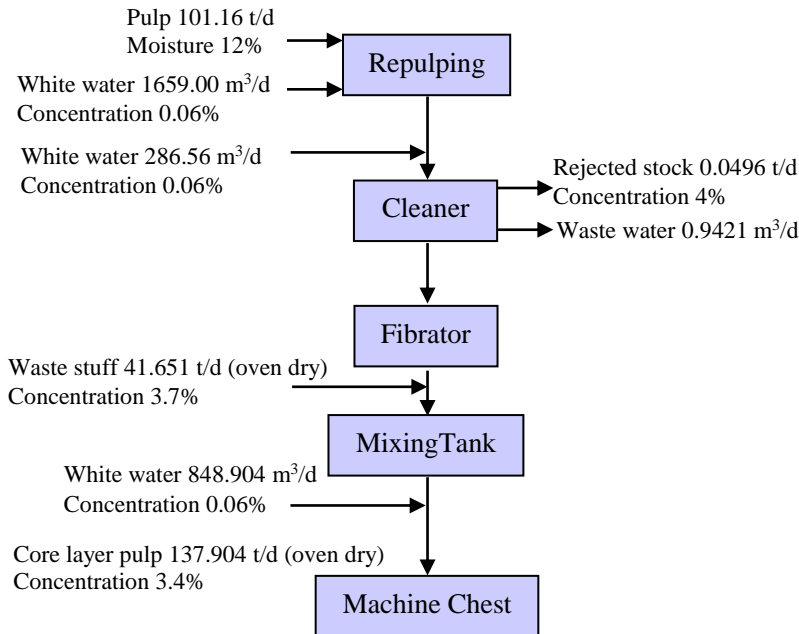 Pulp 101.16 t/d
Moisture 12%
Repulping
White water 1659.00 m³/d
Concentration 0.06%
White water 286.56 m³/d
Concentration 0.06%
Rejected stock 0.0496 t/d
Concentration 4%
Cleaner
Waste water 0.9421 m³/d
Fibrator
Waste stuff 41.651 t/d (oven dry)
Concentration 3.7%
MixingTank
White water 848.904 m³/d
Concentration 0.06%
Core layer pulp 137.904 t/d (oven dry)
Concentration 3.4%
Machine Chest